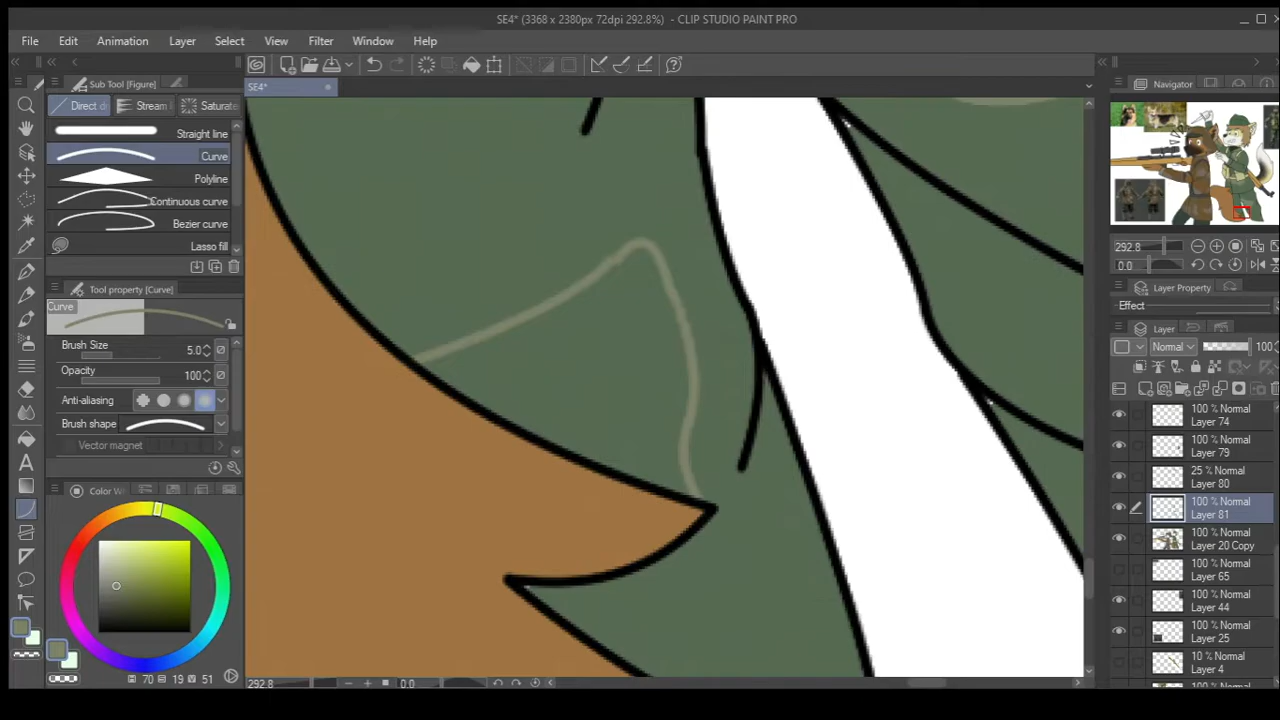 SE4* (3368 x 2380px 72dpi 292.8%) - CLIP STUDIO PAINT PRO
File Edit Animation Layer Select View Filter Window Help
Sub Tool [Figure]
SE4*
Navigator
Direct d
Stream l
Saturate
Straight line
Curve
Polyline
Continuous curve
Bezier curve
Lasso fill
292.8
0.0
Tool property [Curve]
Layer Property
Curve
Effect
Layer
Brush Size 5.0
Normal 100
Opacity 100
Anti-aliasing
Brush shape
100 % Normal
Layer 74
Vector magnet
100 % Normal
Layer 79
25 % Normal
Layer 80
Color W
100 % Normal
Layer 81
100 % Normal
Layer 20 Copy
100 % Normal
Layer 65
100 % Normal
Layer 44
100 % Normal
Layer 25
10 % Normal
Layer 4
70 19 51
292.8 0.0